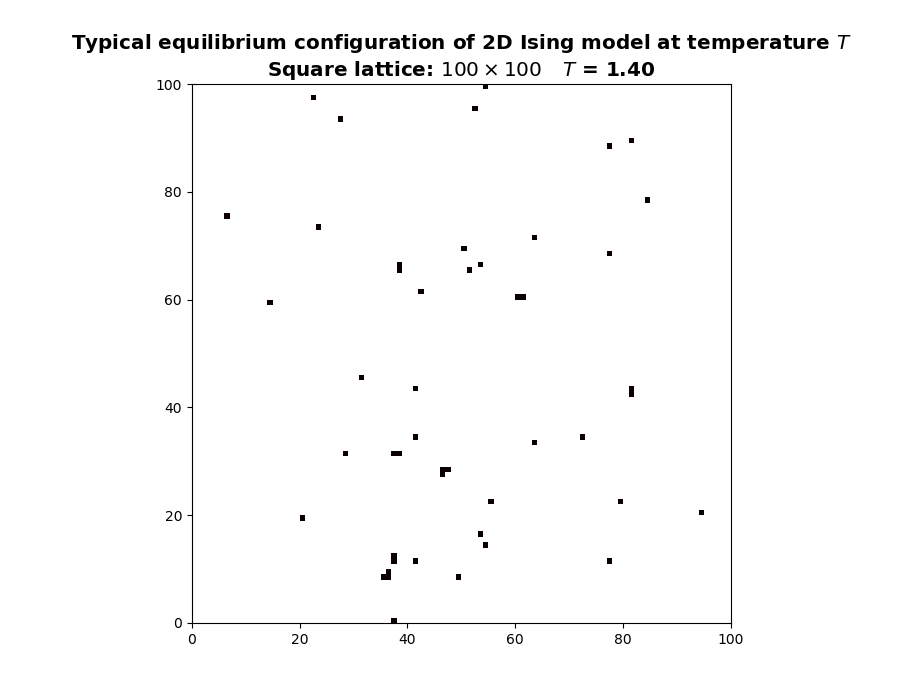 Typical equilibrium configuration of 2D Ising model at temperature T
Square lattice: 100 × 100 T = 1.40
100
80
60
40
20
0
0 20 40 60 80 100